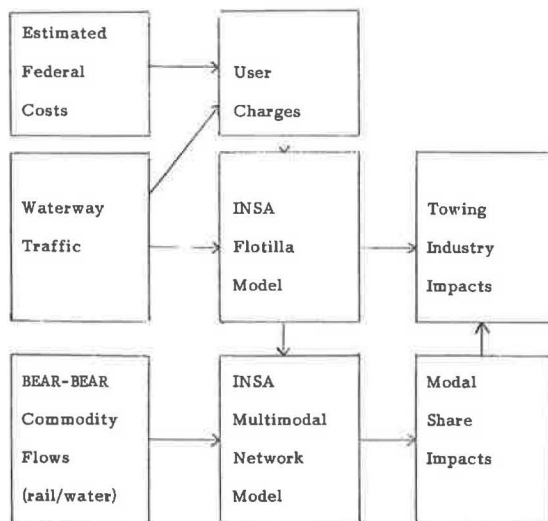 Estimated
Federal
Costs
User
Charges
Waterway
Traffic
INSA
Flotilla
Model
Towing
Industry
Impacts
BEAR-BEAR
Commodity
Flows
(rail/water)
INSA
Multimodal
Network
Model
Modal
Share
Impacts